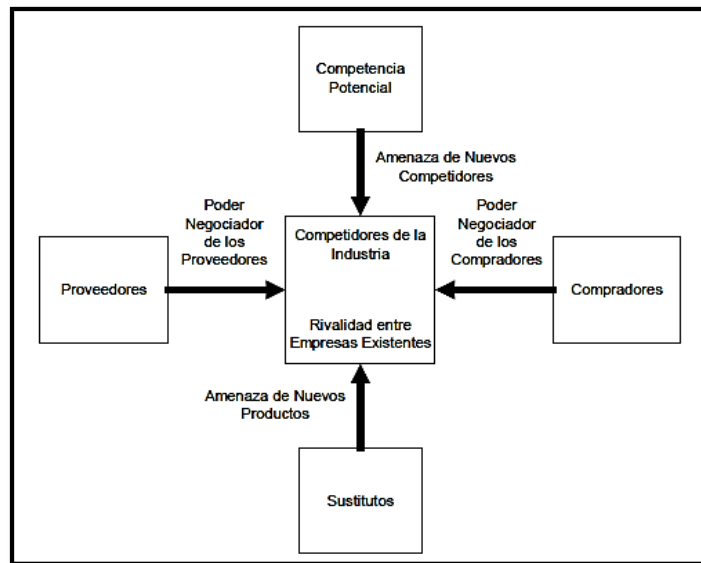 Competencia
Potencial
Amenaza de Nuevos
Competidores
Poder
Negociador
de los
Proveedores
Poder
Negociador
de los
Compradores
Competidores de la
Industria
Proveedores
Compradores
Rivalidad entre
Empresas Existentes
Amenaza de Nuevos
Productos
Sustitutos